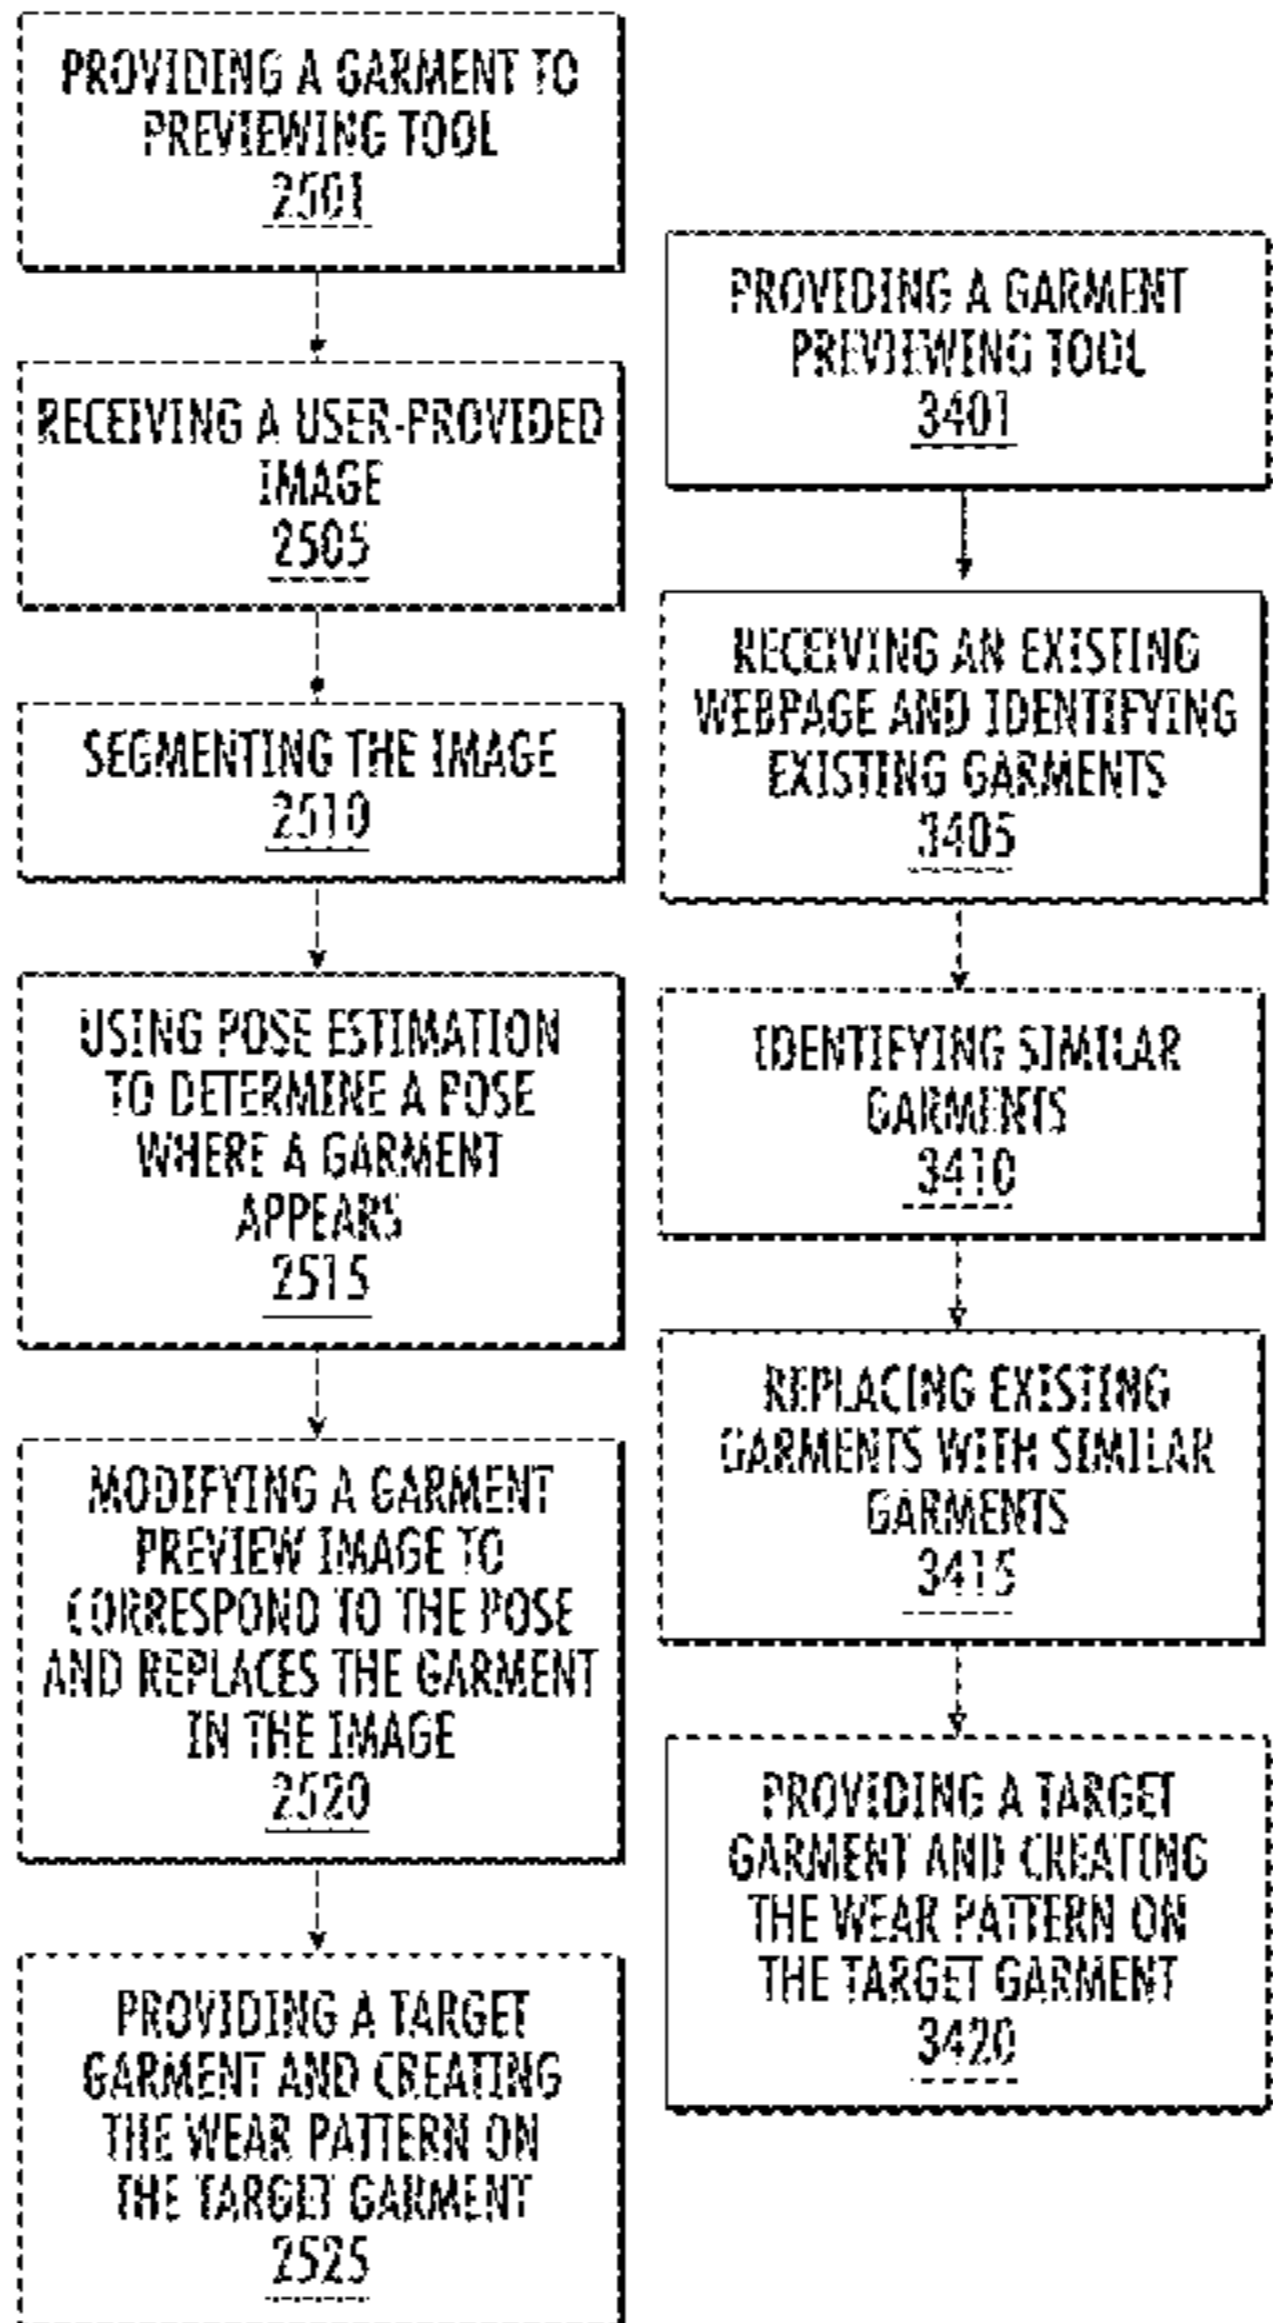 PROVIDING A GARMENT TO
PREVIEWING TOOL
2501
RECEIVING A USER-PROVIDED
IMAGE
2505
SEGMENTING THE IMAGE
2510
USING POSE ESTIMATION
TO DETERMINE A POSE
WHERE A GARMENT
APPEARS
2515
MODIFYING A GARMENT
PREVIEW IMAGE TO
CORRESPOND TO THE POSE
AND REPLACES THE GARMENT
IN THE IMAGE
2520
PROVIDING A TARGET
GARMENT AND CREATING
THE WEAR PATTERN ON
THE TARGET GARMENT
2525
PROVIDING A GARMENT
PREVIEWING TOOL
3401
RECEIVING AN EXISTING
WEBPAGE AND IDENTIFYING
EXISTING GARMENTS
3405
IDENTIFYING SIMILAR
GARMENTS
3410
REPLACING EXISTING
GARMENTS WITH SIMILAR
GARMENTS
3415
PROVIDING A TARGET
GARMENT AND CREATING
THE WEAR PATTERN ON
THE TARGET GARMENT
3420